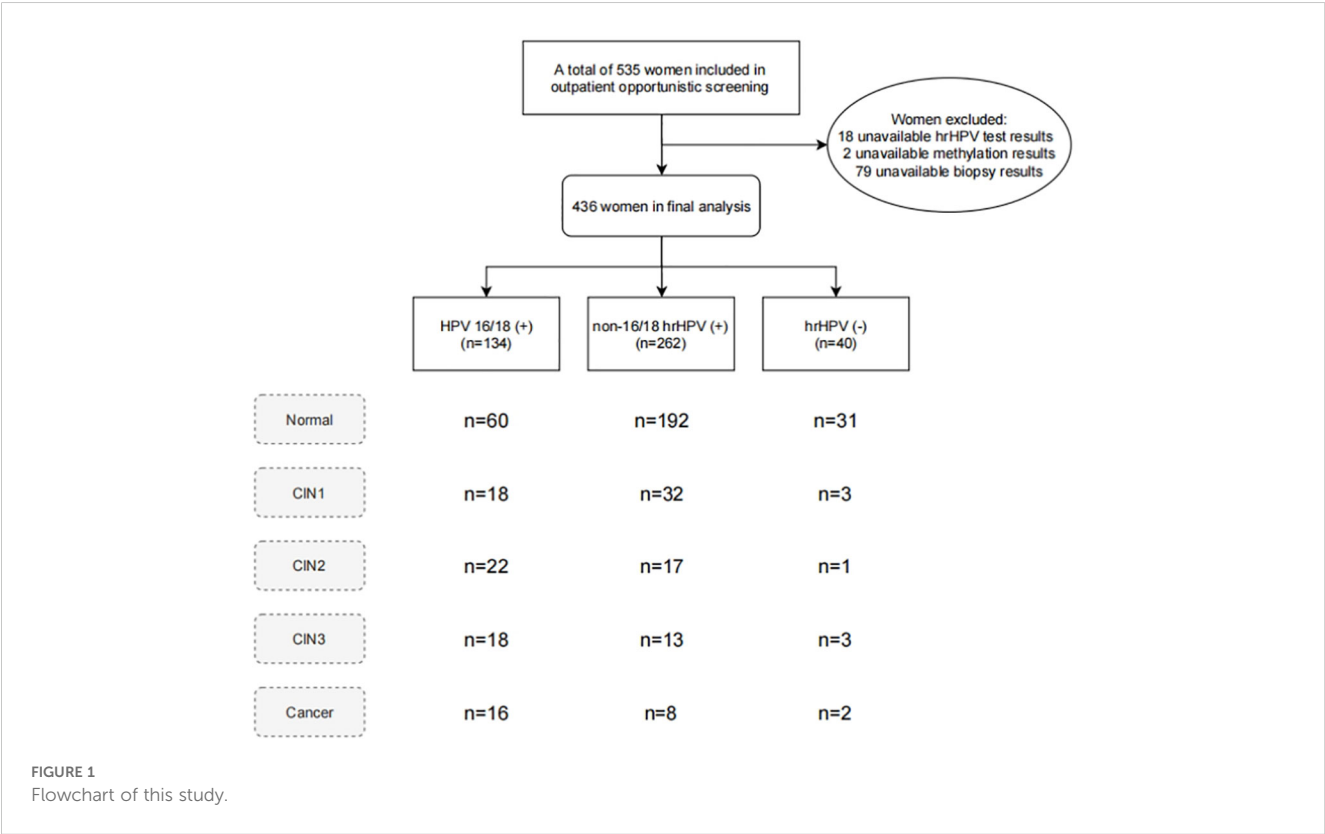 A total of 535 women included in
outpatient opportunistic screening
Women excluded:
18 unavailable hrHPV test results
2 unavailable methylation results
79 unavailable biopsy results
436 women in final analysis
HPV 16/18 (+)
(n=134)
non-16/18 hrHPV (+)
(n=262)
hrHPV (-)
(n=40)
Normal n=60 n=192 n=31
CIN1 n=18 n=32 n=3
CIN2 n=22 n=17 n=1
CIN3 n=18 n=13 n=3
Cancer n=16 n=8 n=2
FIGURE 1
Flowchart of this study.